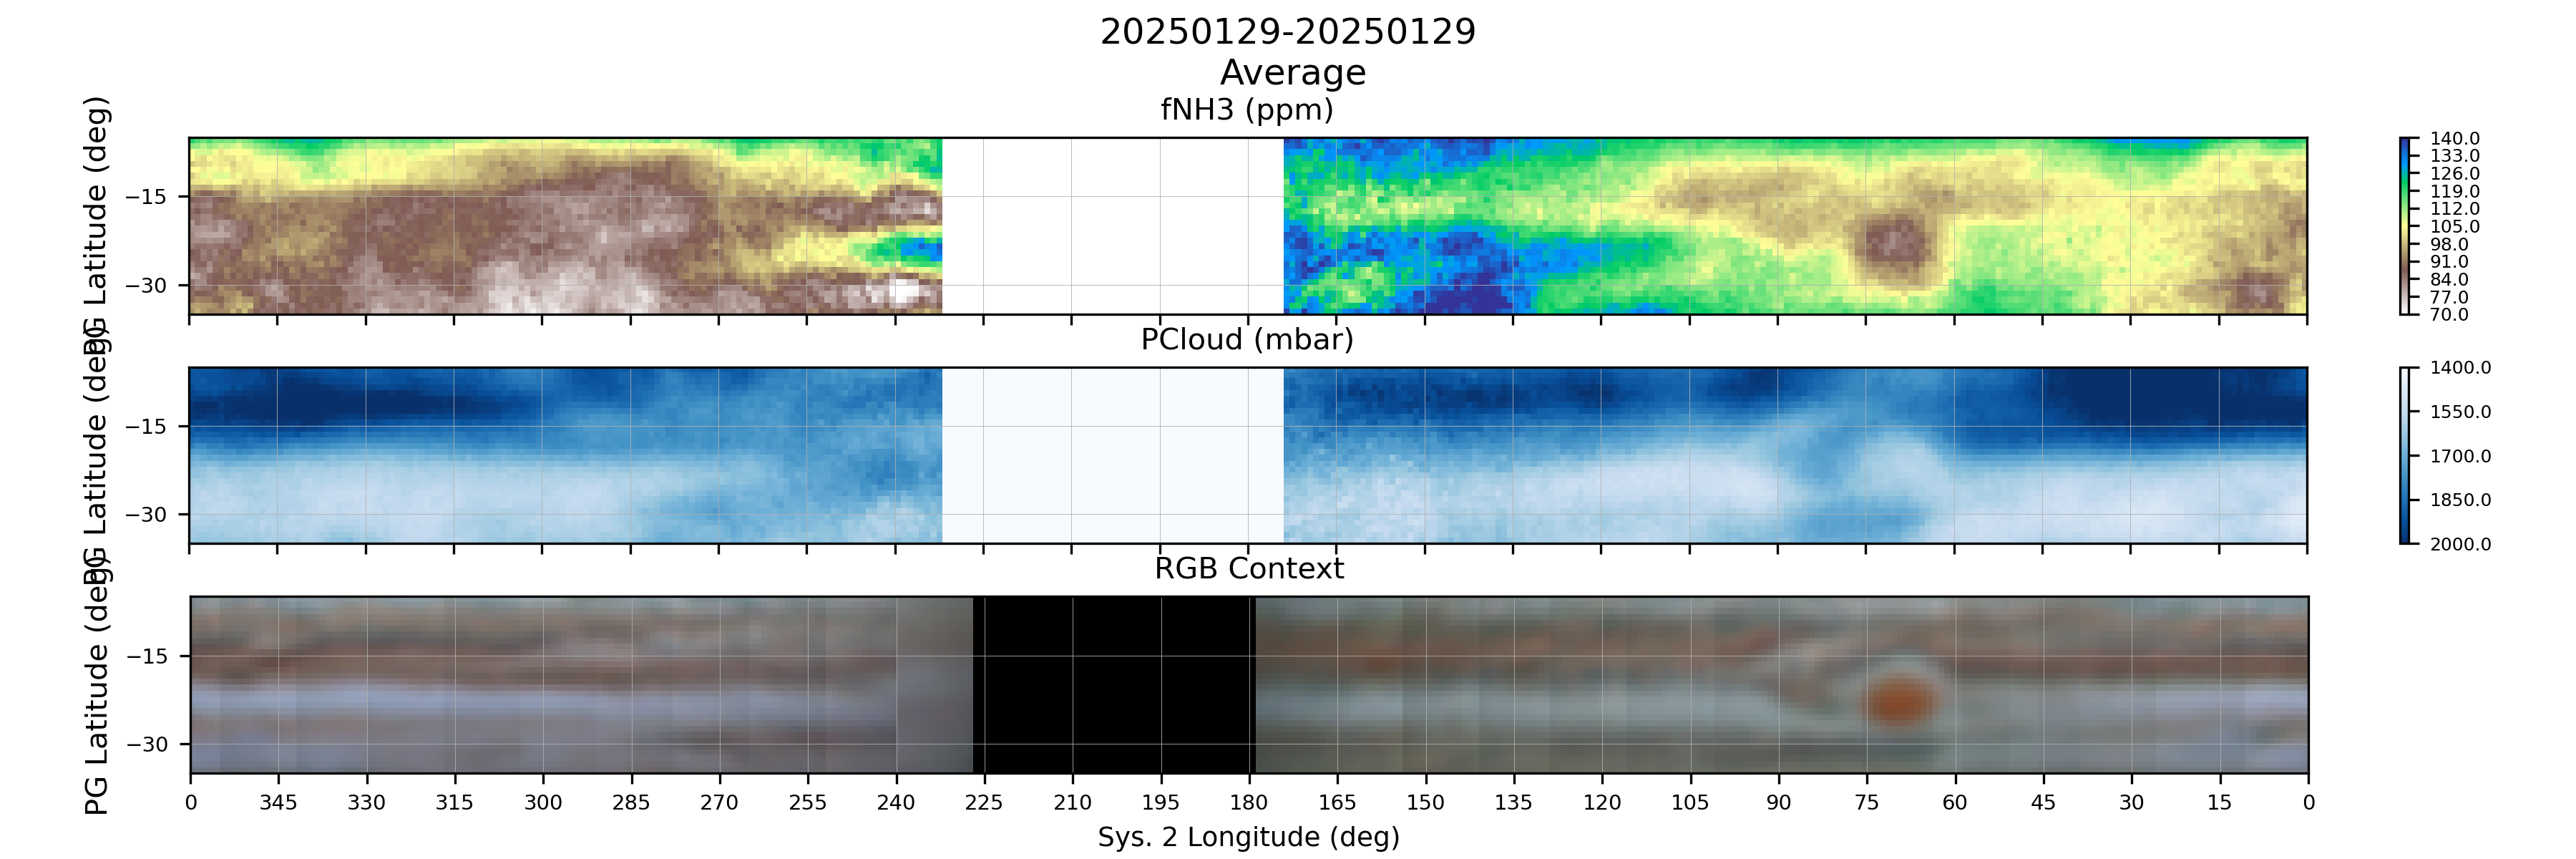 20250129-20250129
Average
fNH3 (ppm)
PG Latitude (deg)
−15
−30
140.0
133.0
126.0
119.0
112.0
105.0
98.0
91.0
84.0
77.0
70.0
PCloud (mbar)
PG Latitude (deg)
−15
−30
1400.0
1550.0
1700.0
1850.0
2000.0
RGB Context
PG Latitude (deg)
−15
−30
0 345 330 315 300 285 270 255 240 225 210 195 180 165 150 135 120 105 90 75 60 45 30 15 0
Sys. 2 Longitude (deg)